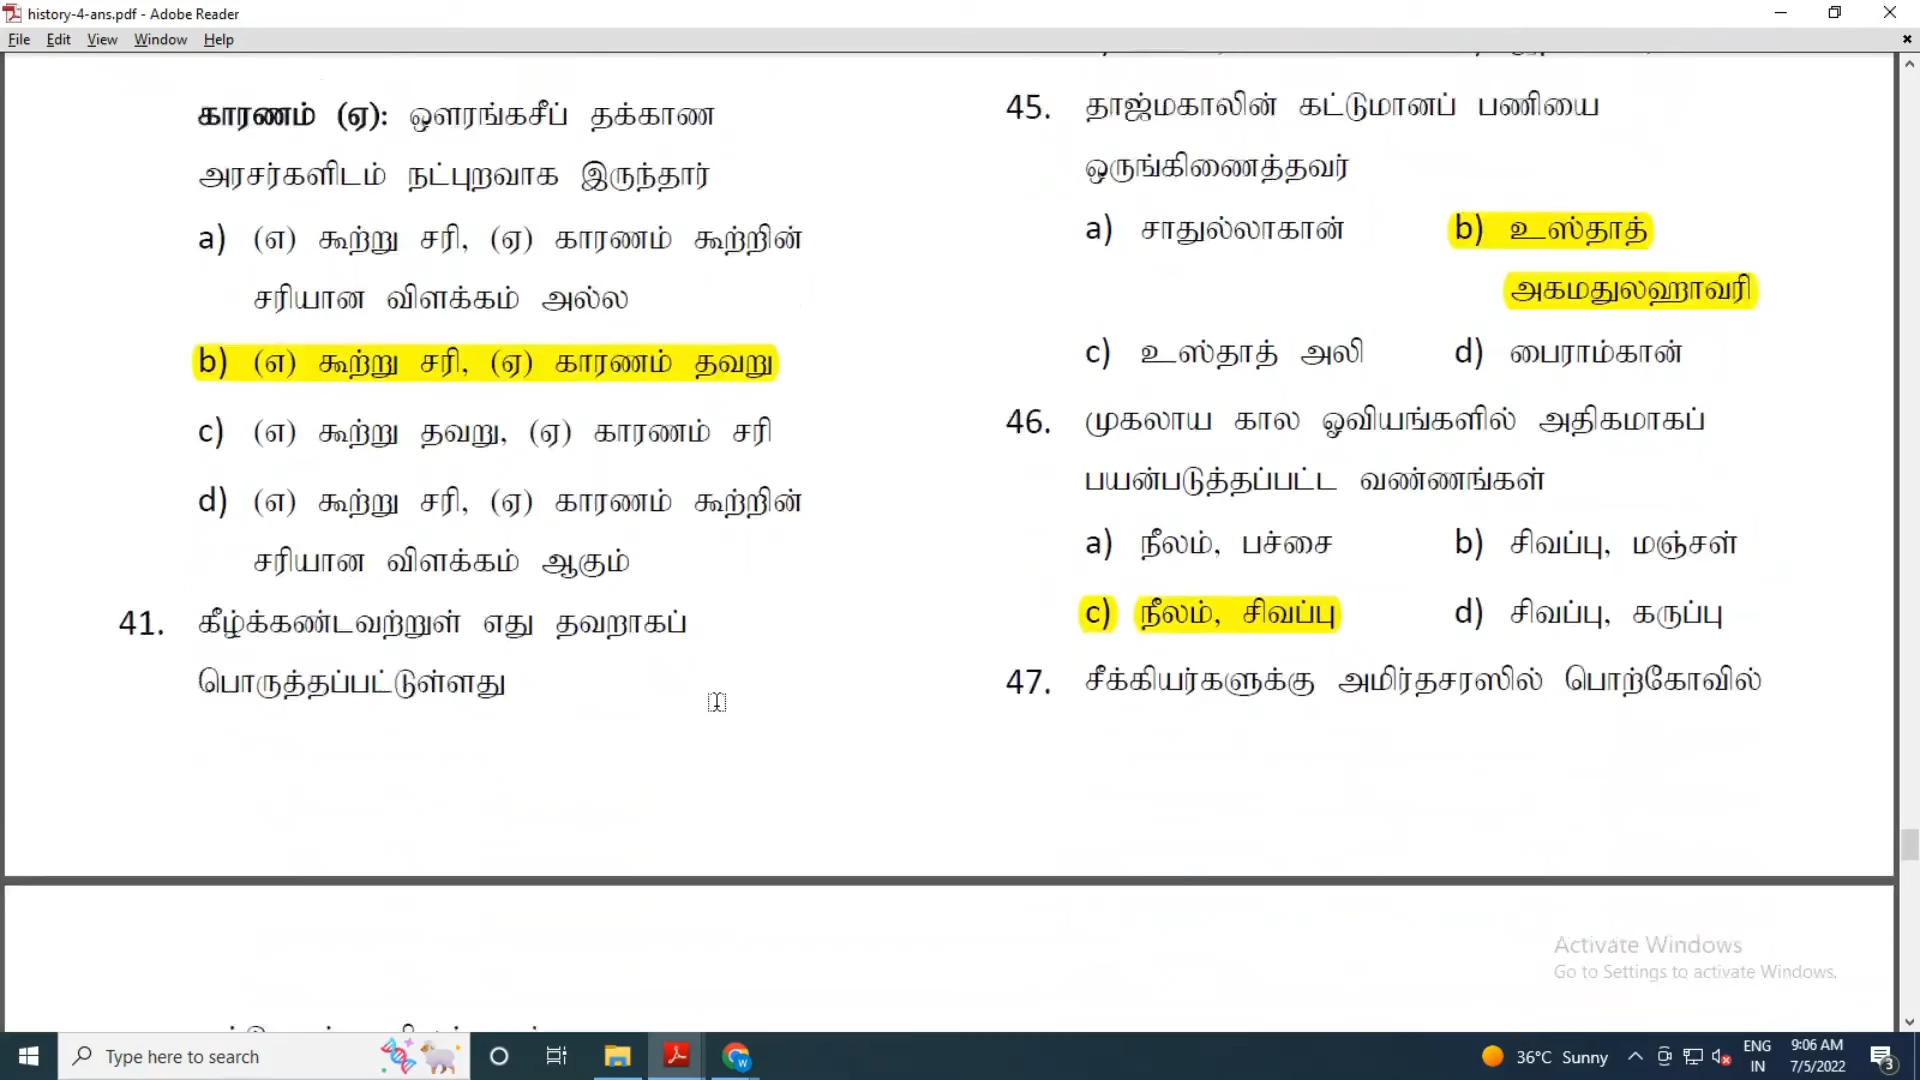 history-4-ans.pdf - Adobe Reader
File Edit View Window Help
காரணம் (ஏ): ஔரங்கசீப் தக்காண
அரசர்களிடம் நட்புறவாக இருந்தார்
a) (எ) கூற்று சரி, (ஏ) காரணம் கூற்றின்
சரியான விளக்கம் அல்ல
b) (எ) கூற்று சரி, (ஏ) காரணம் தவறு
c) (எ) கூற்று தவறு, (ஏ) காரணம் சரி
d) (எ) கூற்று சரி, (ஏ) காரணம் கூற்றின்
சரியான விளக்கம் ஆகும்
41. கீழ்க்கண்டவற்றுள் எது தவறாகப்
பொருத்தப்பட்டுள்ளது
45. தாஜ்மகாலின் கட்டுமானப் பணியை
ஒருங்கிணைத்தவர்
a) சாதுல்லாகான் b) உஸ்தாத்
அகமதுலஹாவரி
c) உஸ்தாத் அலி d) பைராம்கான்
46. முகலாய கால ஓவியங்களில் அதிகமாகப்
பயன்படுத்தப்பட்ட வண்ணங்கள்
a) நீலம், பச்சை b) சிவப்பு, மஞ்சள்
c) நீலம், சிவப்பு d) சிவப்பு, கருப்பு
47. சீக்கியர்களுக்கு அமிர்தசரஸில் பொற்கோவில்
Activate Windows
Go to Settings to activate Windows.
Type here to search
36°C Sunny
ENG
IN
9:06 AM
7/5/2022
3